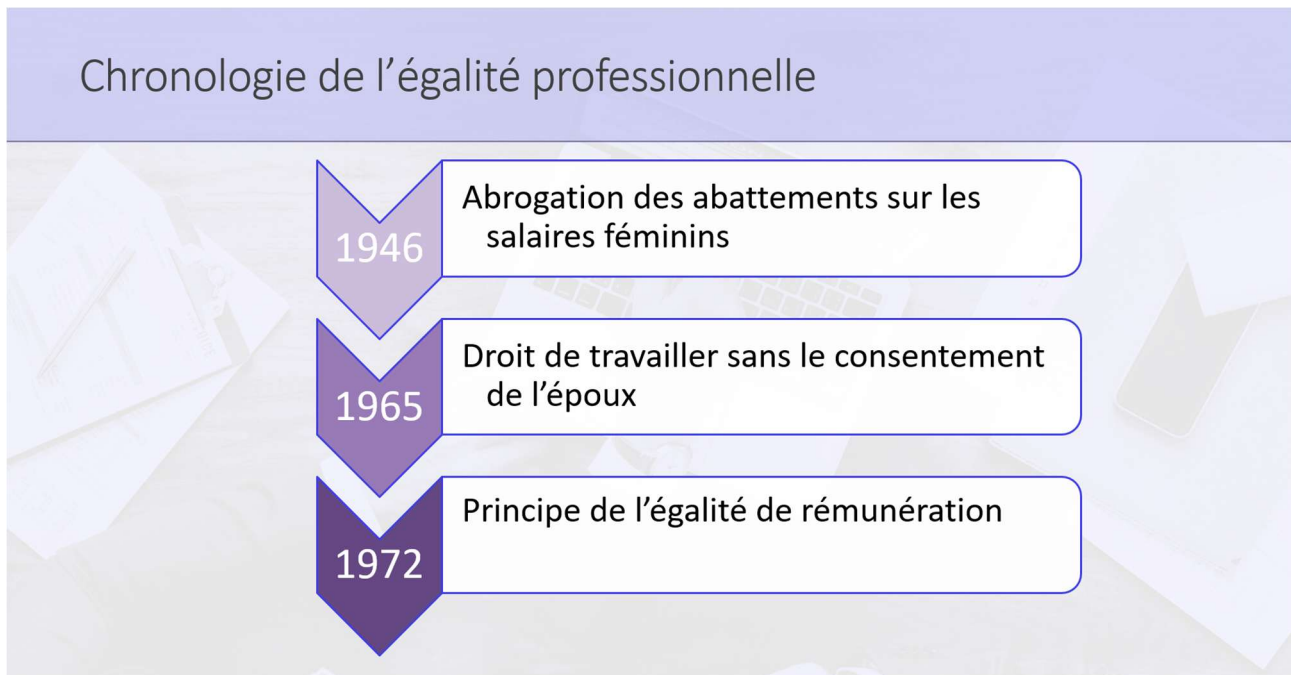 Chronologie de l’égalité professionnelle
1946
Abrogation des abattements sur les
salaires féminins
1965
Droit de travailler sans le consentement
de l’époux
1972
Principe de l’égalité de rémunération